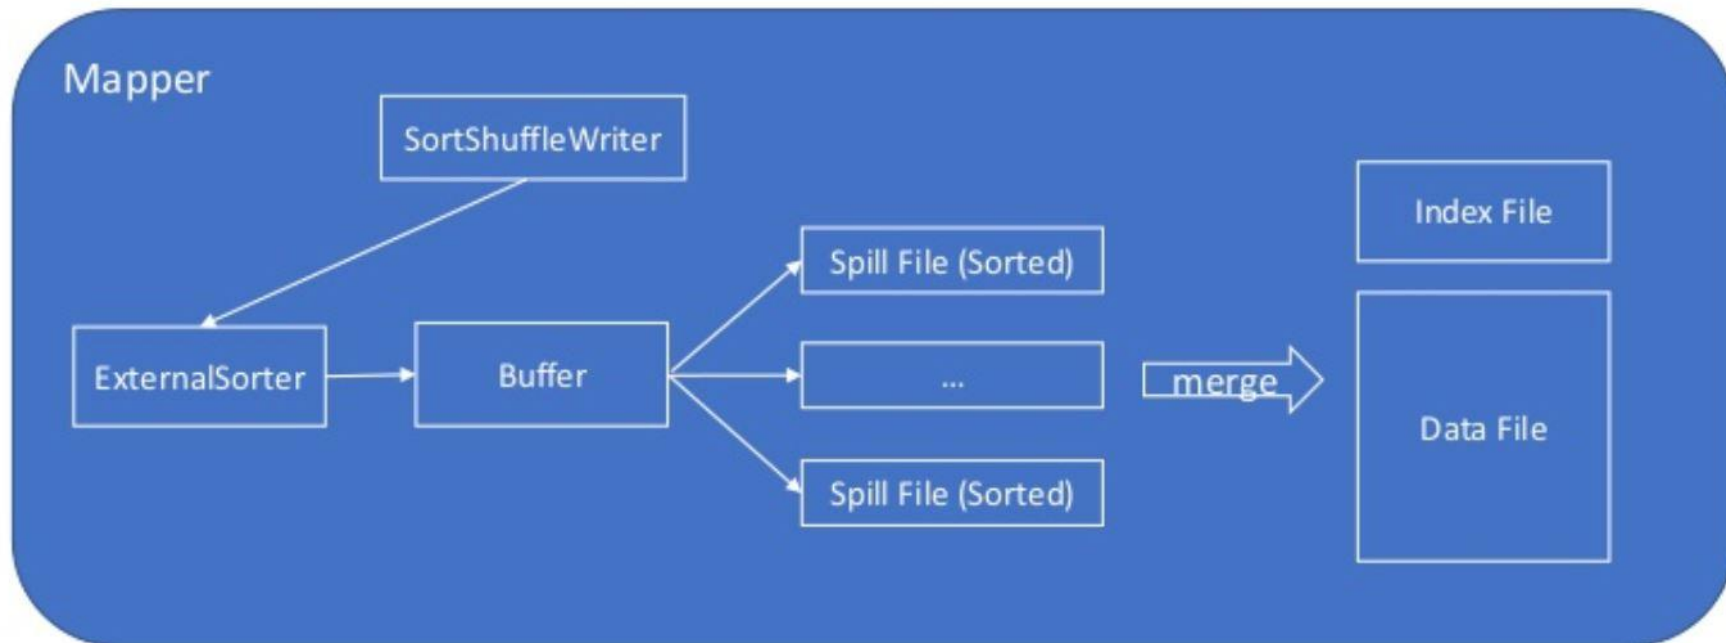 Mapper
SortShuffleWriter
Index File
Spill File (Sorted)
ExternalSorter
Buffer
...
merge
Data File
Spill File (Sorted)